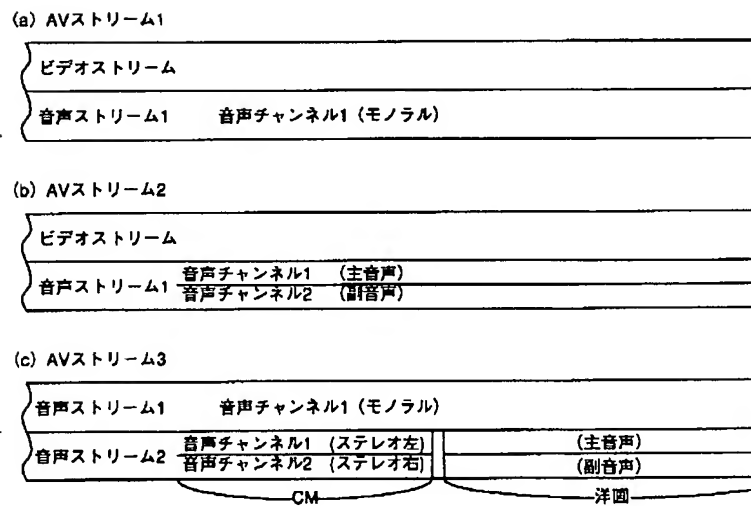 (a) AVストリーム1
ビデオストリーム
音声ストリーム1 音声チャンネル1 (モノラル)
(b) AVストリーム2
ビデオストリーム
音声ストリーム1
音声チャンネル1 (主音声)
音声チャンネル2 (副音声)
(c) AVストリーム3
音声ストリーム1 音声チャンネル1 (モノラル)
音声ストリーム2
音声チャンネル1 (ステレオ左) (主音声)
音声チャンネル2 (ステレオ右) (副音声)
CM 洋画